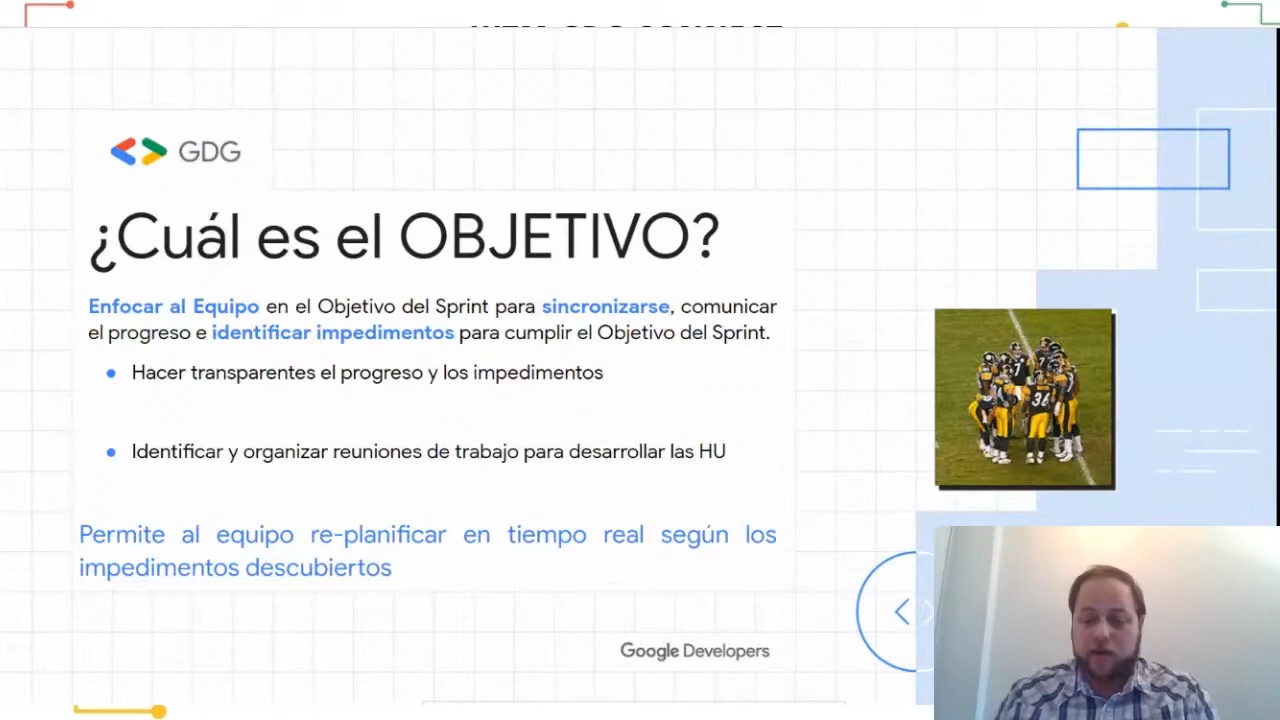 GDG
¿Cuál es el OBJETIVO?
Enfocar al Equipo en el Objetivo del Sprint para sincronizarse, comunicar
el progreso e identificar impedimentos para cumplir el Objetivo del Sprint.
Hacer transparentes el progreso y los impedimentos
36
Identificar y organizar reuniones de trabajo para desarrollar las HU
Permite al equipo re-planificar en tiempo real según los
impedimentos descubiertos
Google Developers